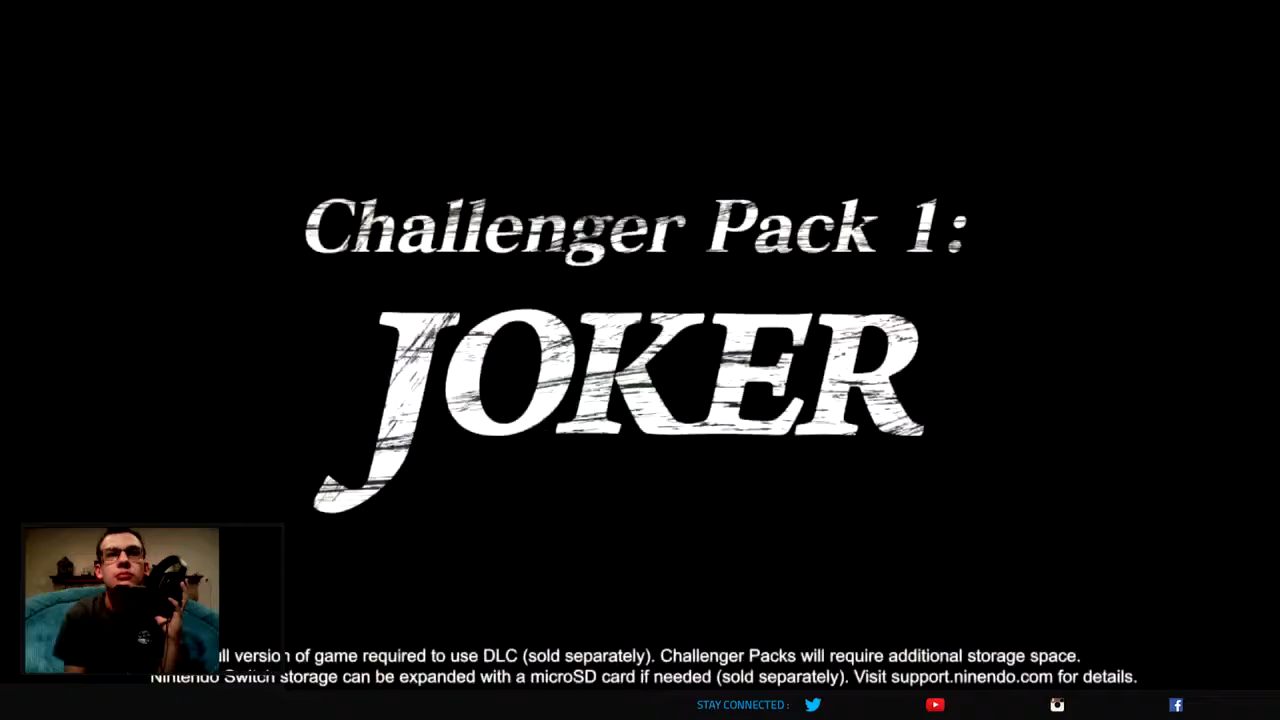 Challenger Pack 1:
JOKER
version of game required to use DLC (sold separately). Challenger Packs will require additional storage space.
Nintendo Switch storage can be expanded with a microSD card if needed (sold separately). Visit support.ninendo.com for details.
STAY CONNECTED :